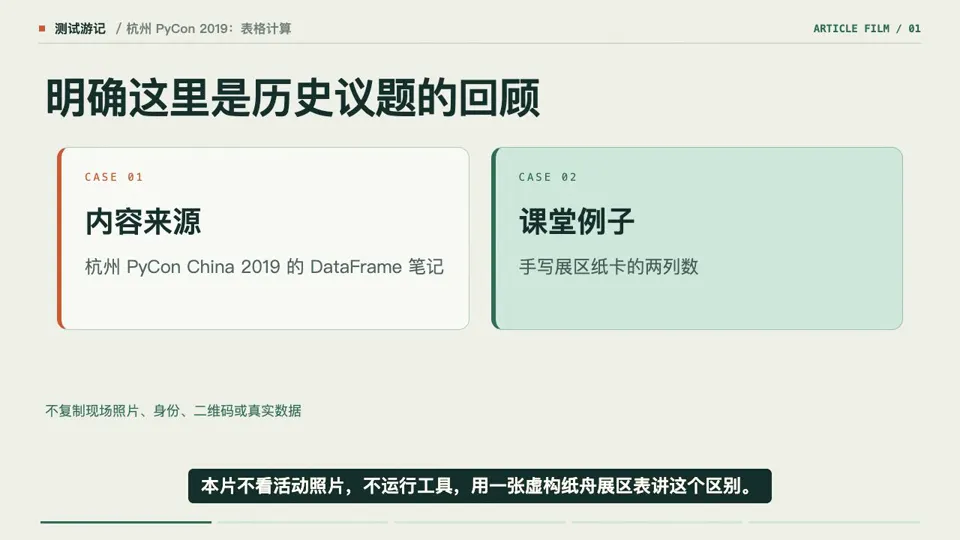 测试游记 / 杭州 PyCon 2019：表格计算
ARTICLE FILM / 01
明确这里是历史议题的回顾
CASE 01
内容来源
杭州 PyCon China 2019 的 DataFrame 笔记
CASE 02
课堂例子
手写展区纸卡的两列数
不复制现场照片、身份、二维码或真实数据
本片不看活动照片，不运行工具，用一张虚构纸舟展区表讲这个区别。